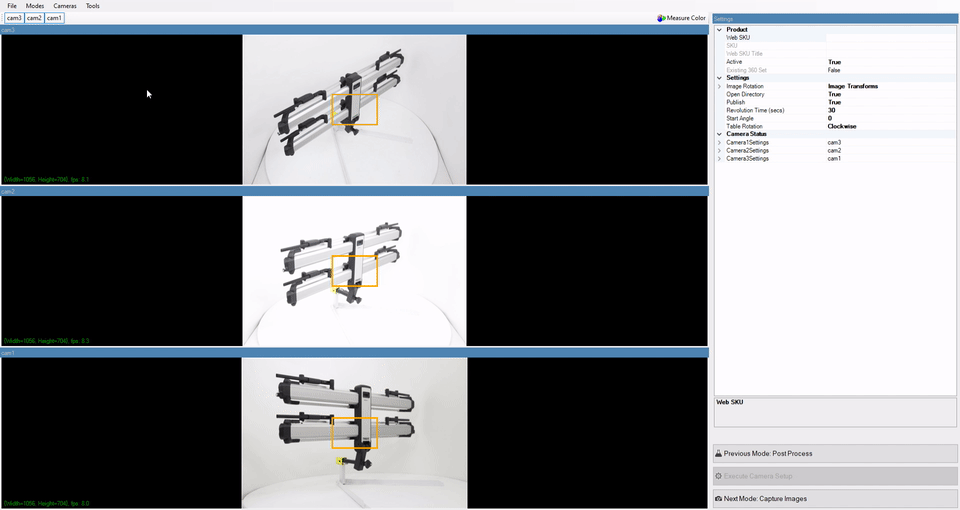 File Modes Cameras Tools
cam3 cam2 cam1 Measure Color
cam3
(Width=1056, Height=704), fps: 8.1
cam2
(Width=1056, Height=704), fps: 8.3
cam1
(Width=1056, Height=704), fps: 8.0
Settings
Product
Web SKU
SKU
Web SKU Title
Active True
Existing 360 Set False
Settings
Image Rotation Image Transforms
Open Directory True
Publish True
Revolution Time (secs) 30
Start Angle 0
Table Rotation Clockwise
Camera Status
Camera1Settings cam3
Camera2Settings cam2
Camera3Settings cam1
Web SKU
Previous Mode: Post Process
Execute Camera Setup
Next Mode: Capture Images